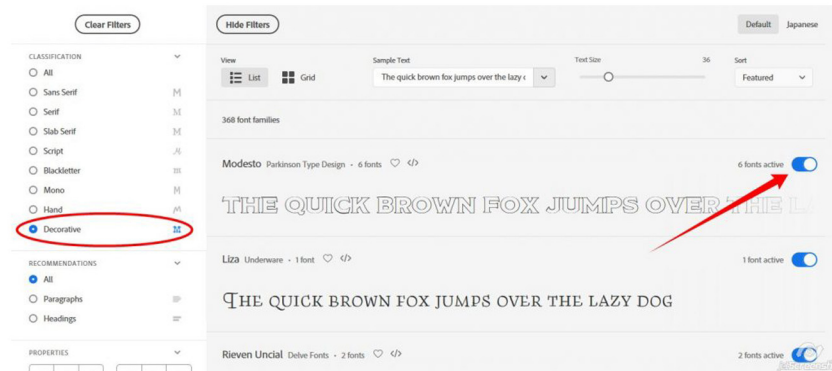 Clear Filters
Hide Filters
Default Japanese
CLASSIFICATION
All
Sans Serif M
Serif M
Slab Serif M
Script M
Blackletter m
Mono M
Hand M
Decorative M
RECOMMENDATIONS
All
Paragraphs
Headings
PROPERTIES
View
List
Grid
Sample Text
The quick brown fox jumps over the lazy
Text Size 36
Sort
Featured
368 font families
Modesto Parkinson Type Design - 6 fonts </>
6 fonts active
THE QUICK BROWN FOX JUMPS OVER THE L
Liza Underware - 1 font </>
1 font active
THE QUICK BROWN FOX JUMPS OVER THE LAZY DOG
Rieven Uncial Delve Fonts - 2 fonts </>
2 fonts active